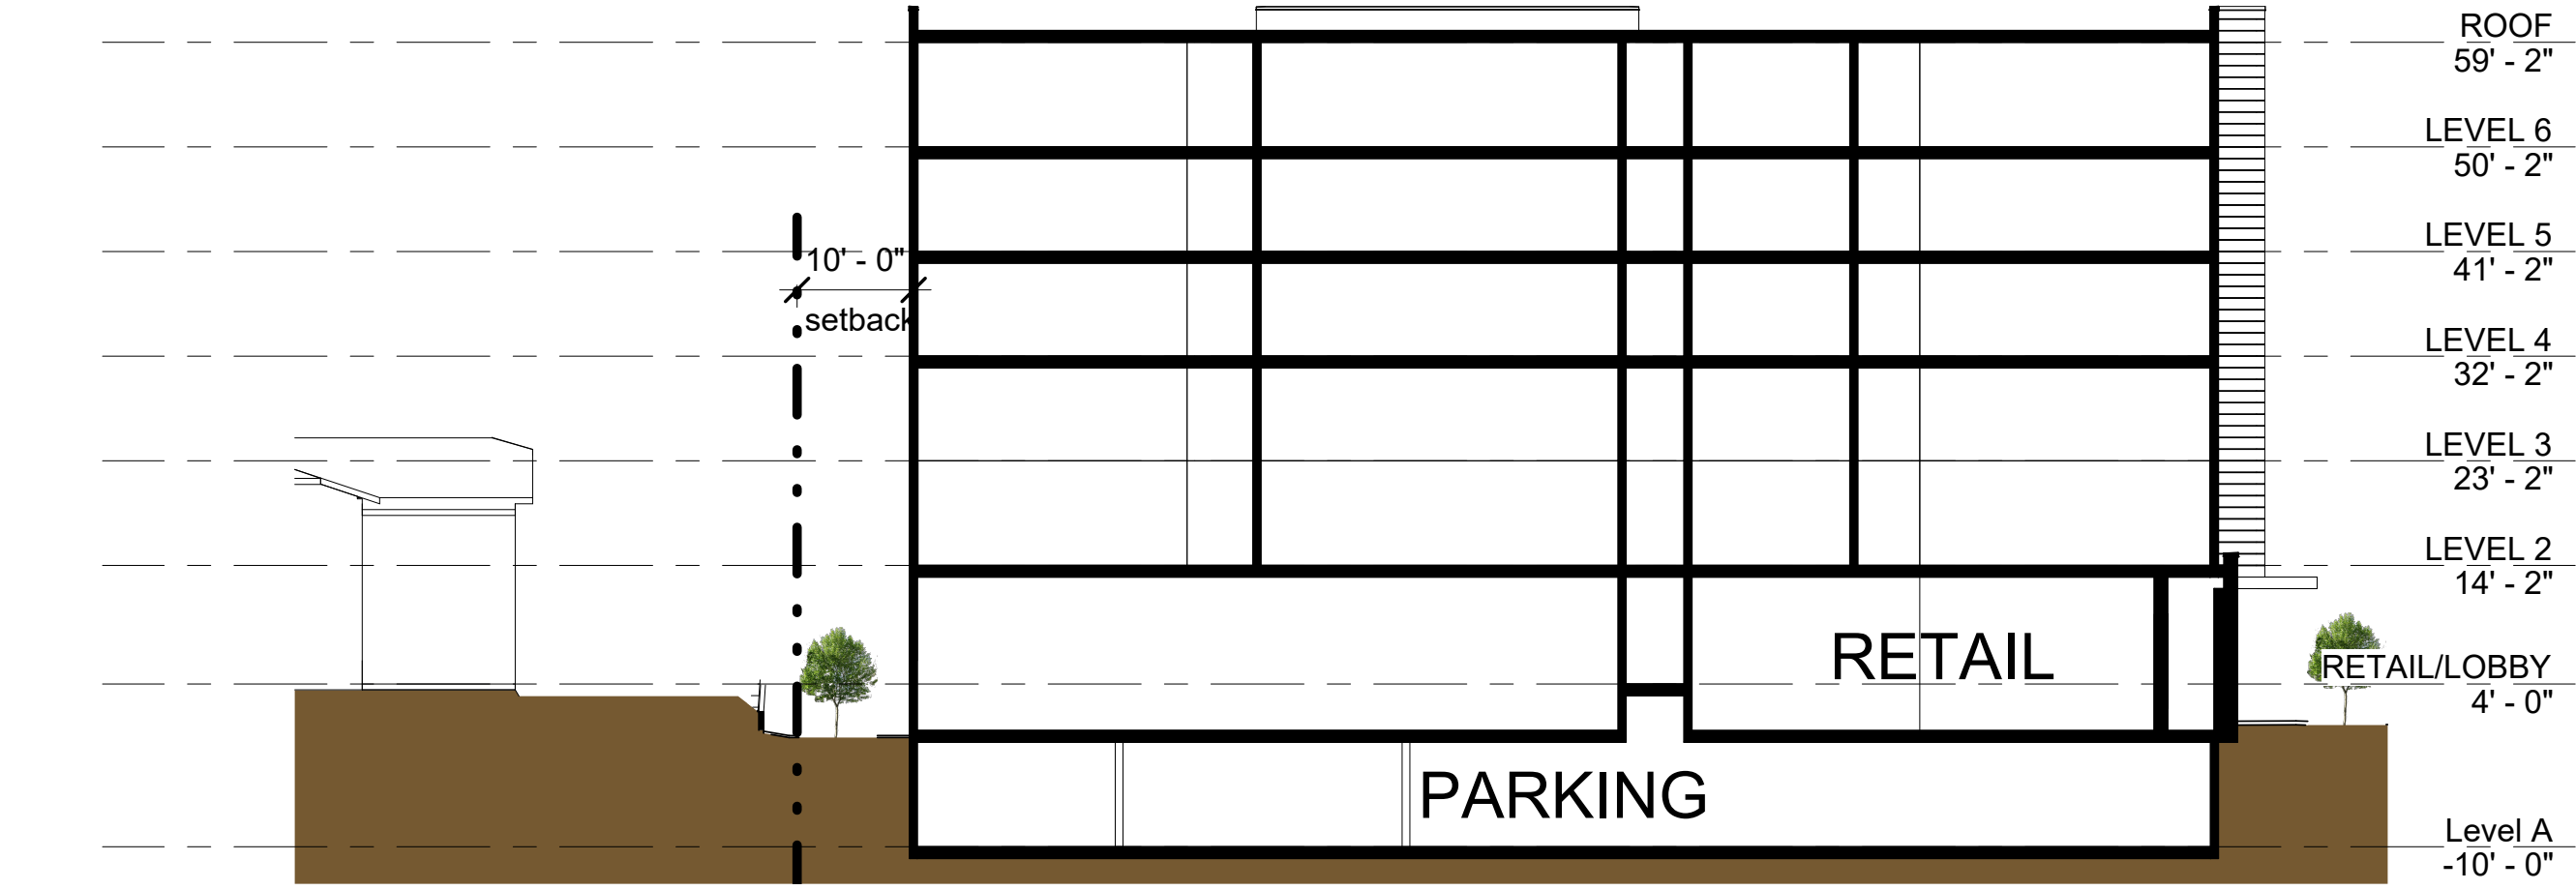 ROOF
59' - 2"
LEVEL 6
50' - 2"
LEVEL 5
41' - 2"
10' - 0"
setback
LEVEL 4
32' - 2"
LEVEL 3
23' - 2"
LEVEL 2
14' - 2"
RETAIL
RETAIL/LOBBY
4' - 0"
PARKING
Level A
-10' - 0"